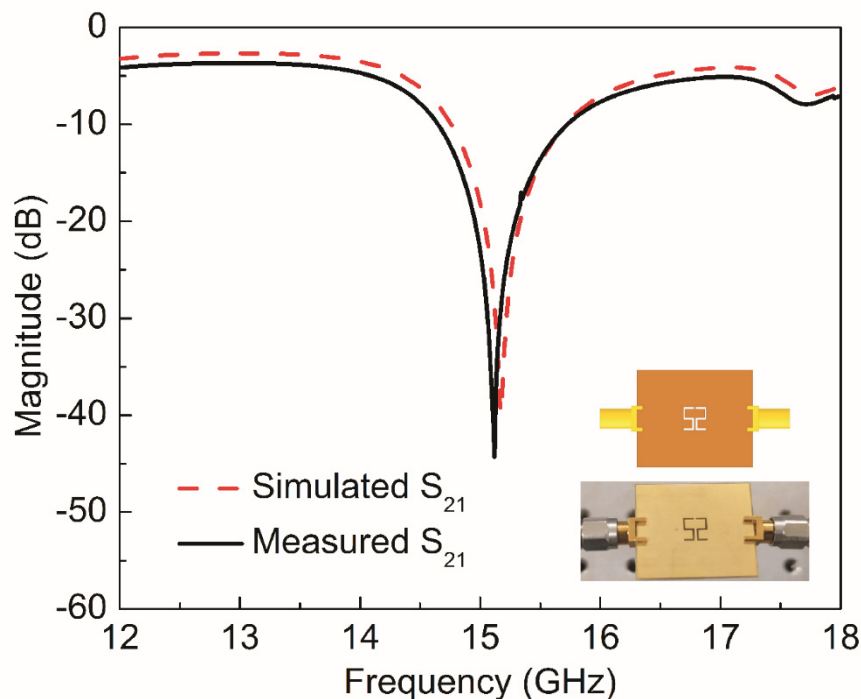 0
-10
-20
-30
-40
-50
-60
Magnitude (dB)
Simulated S21
Measured S21
12 13 14 15 16 17 18
Frequency (GHz)